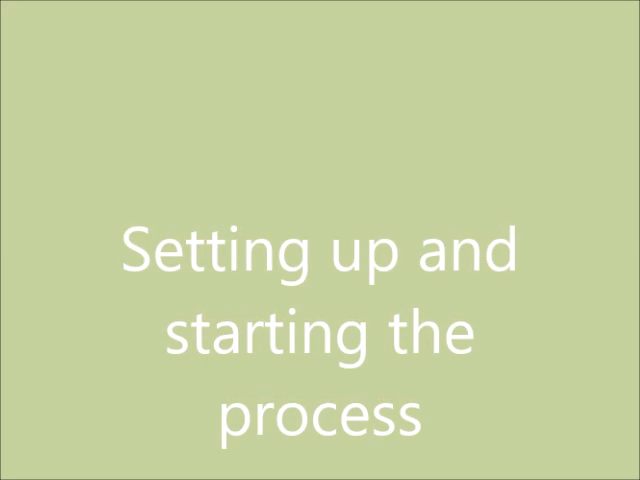 Setting up and
starting the
process